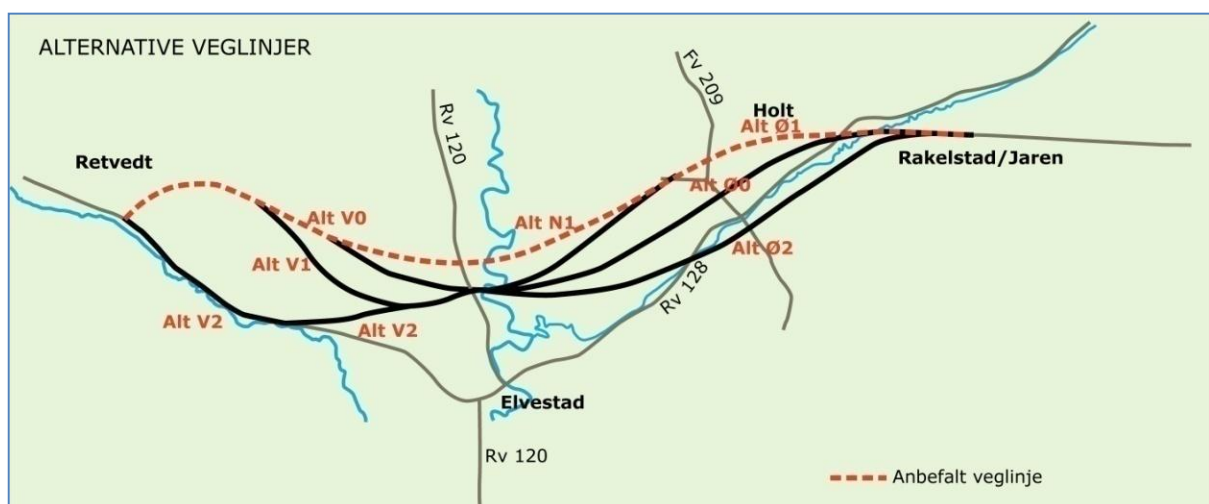 ALTERNATIVE VEGLINJER
Fv 209
Rv 120
Holt
Alt Ø1
Retvedt
Rakelstad/Jaren
Alt Ø0
Alt V0
Alt N1
Alt V1
Alt Ø2
Rv 128
Alt V2
Alt V2
Elvestad
Rv 120
Anbefalt veglinje